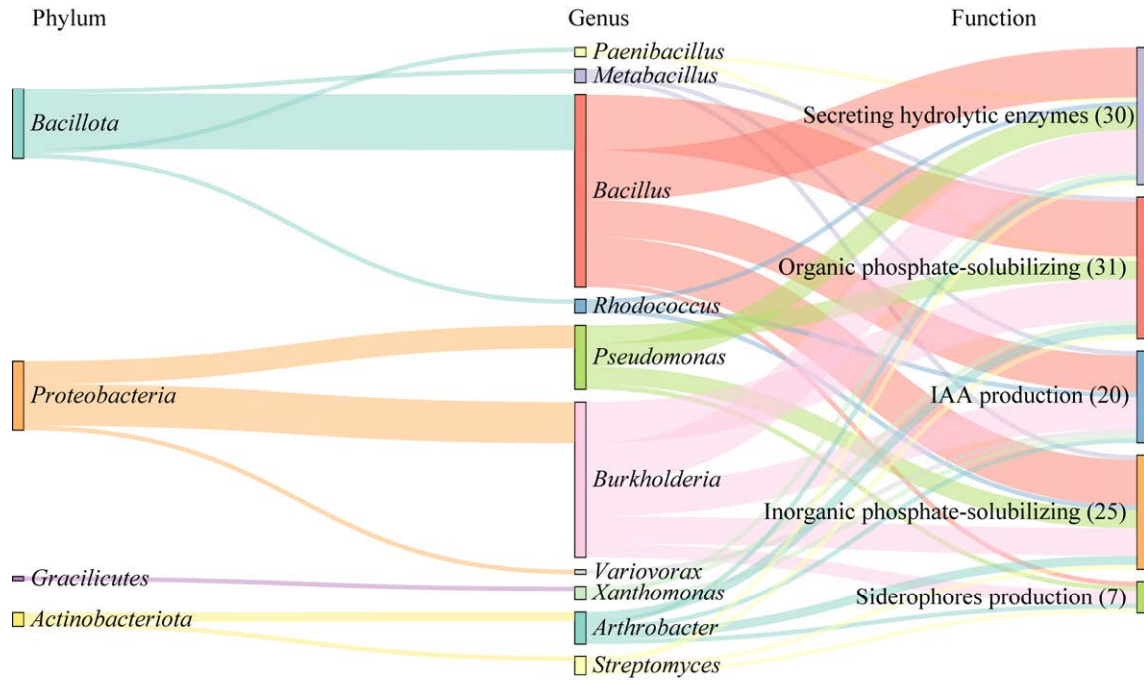 Phylum
Genus
Function
Bacillota
Proteobacteria
Gracilicutes
Actinobacteriota
Paenibacillus
Metabacillus
Bacillus
Rhodococcus
Pseudomonas
Burkholderia
Variovorax
Xanthomonas
Arthrobacter
Streptomyces
Secreting hydrolytic enzymes (30)
Organic phosphate-solubilizing (31)
IAA production (20)
Inorganic phosphate-solubilizing (25)
Siderophores production (7)